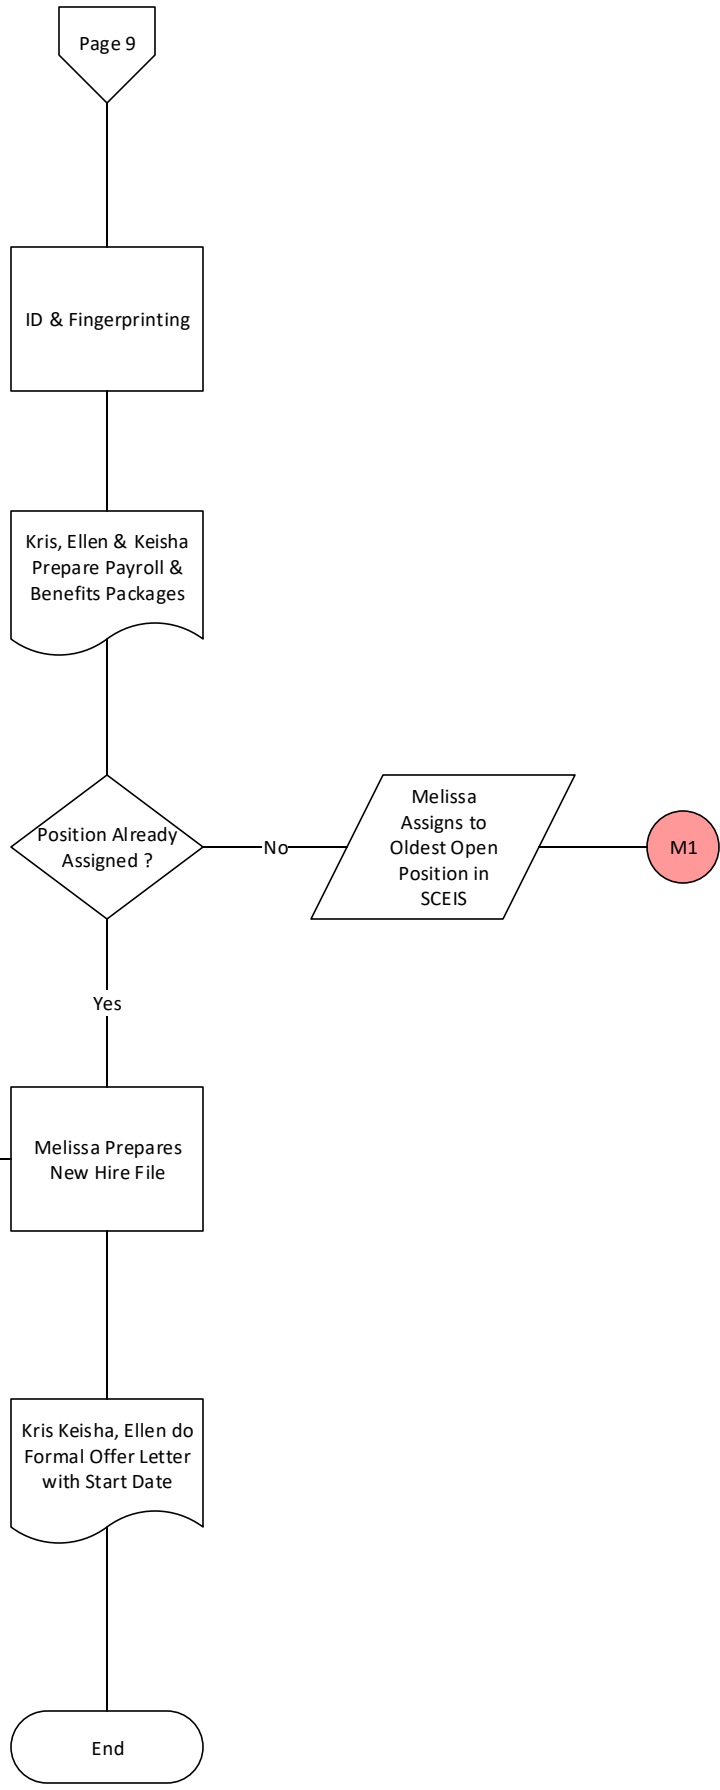 Page 9
ID & Fingerprinting
Kris, Ellen & Keisha
Prepare Payroll &
Benefits Packages
Position Already
Assigned ?
No
Melissa
Assigns to
Oldest Open
Position in
SCEIS
M1
Yes
Melissa Prepares
New Hire File
Kris Keisha, Ellen do
Formal Offer Letter
with Start Date
End